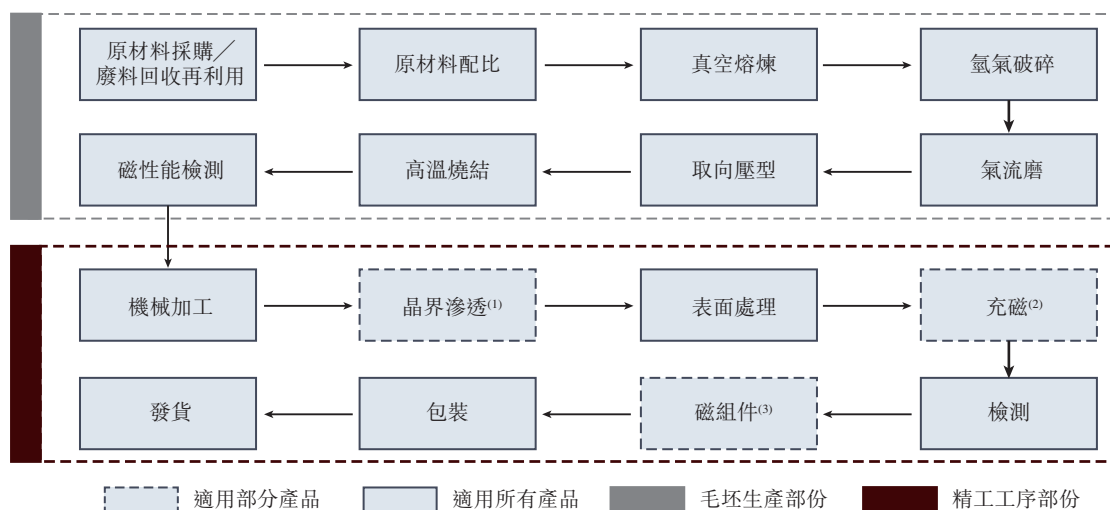 原材料採購／
廢料回收再利用
原材料配比
真空熔煉
氫氣破碎
磁性能檢測
高溫燒結
取向壓型
氣流磨
機械加工
晶界滲透(1)
表面處理
充磁(2)
發貨
包裝
磁組件(3)
檢測
適用部分產品
適用所有產品
毛坯生產部份
精工工序部份